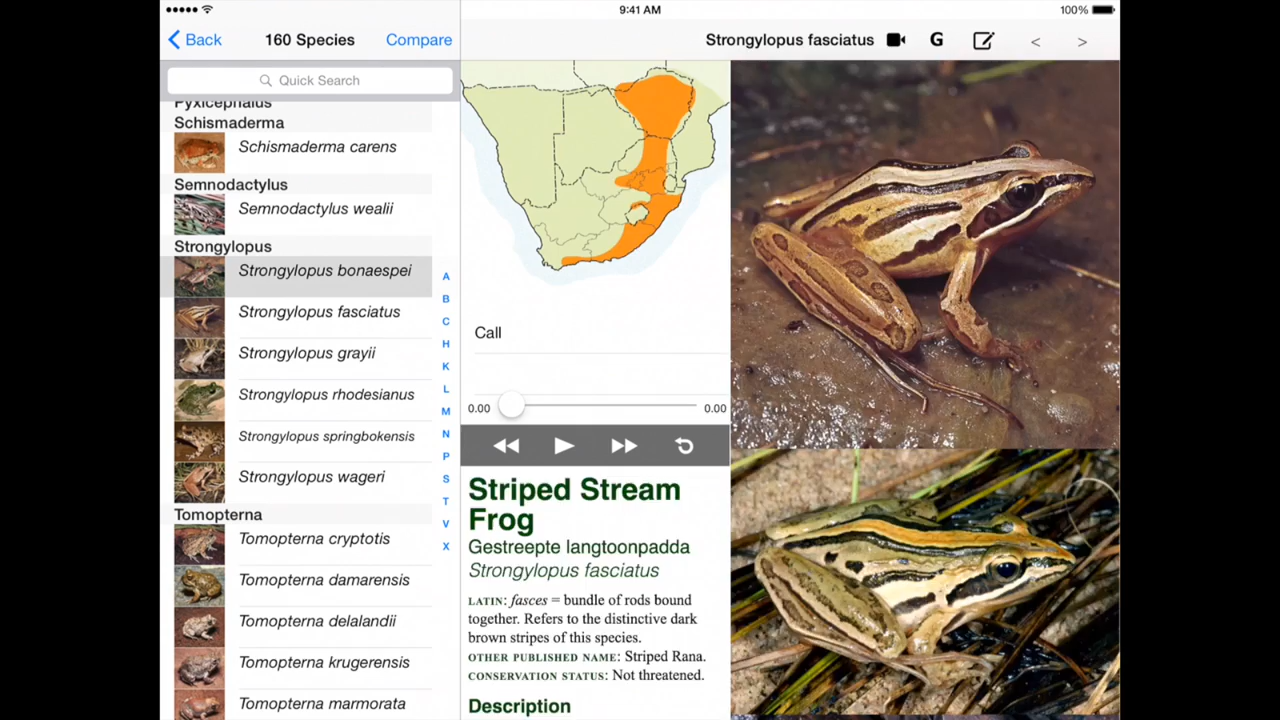 9:41 AM
100%
Back
160 Species
Compare
Strongylopus fasciatus
G
<
>
Quick Search
Pyxicephalus
Schismaderma
Schismaderma carens
Semnodactylus
Semnodactylus wealii
Strongylopus
Strongylopus bonaespei
Strongylopus fasciatus
Strongylopus grayii
Strongylopus rhodesianus
Strongylopus springbokensis
Strongylopus wageri
Tomopterna
Tomopterna cryptotis
Tomopterna damarensis
Tomopterna delalandii
Tomopterna krugerensis
Tomopterna marmorata
A
B
C
H
K
L
M
N
P
S
T
V
X
Call
0.00
0.00
Striped Stream
Frog
Gestreepte langtoonpadda
Strongylopus fasciatus
LATIN: fasces = bundle of rods bound
together. Refers to the distinctive dark
brown stripes of this species.
OTHER PUBLISHED NAME: Striped Rana.
CONSERVATION STATUS: Not threatened.
Description